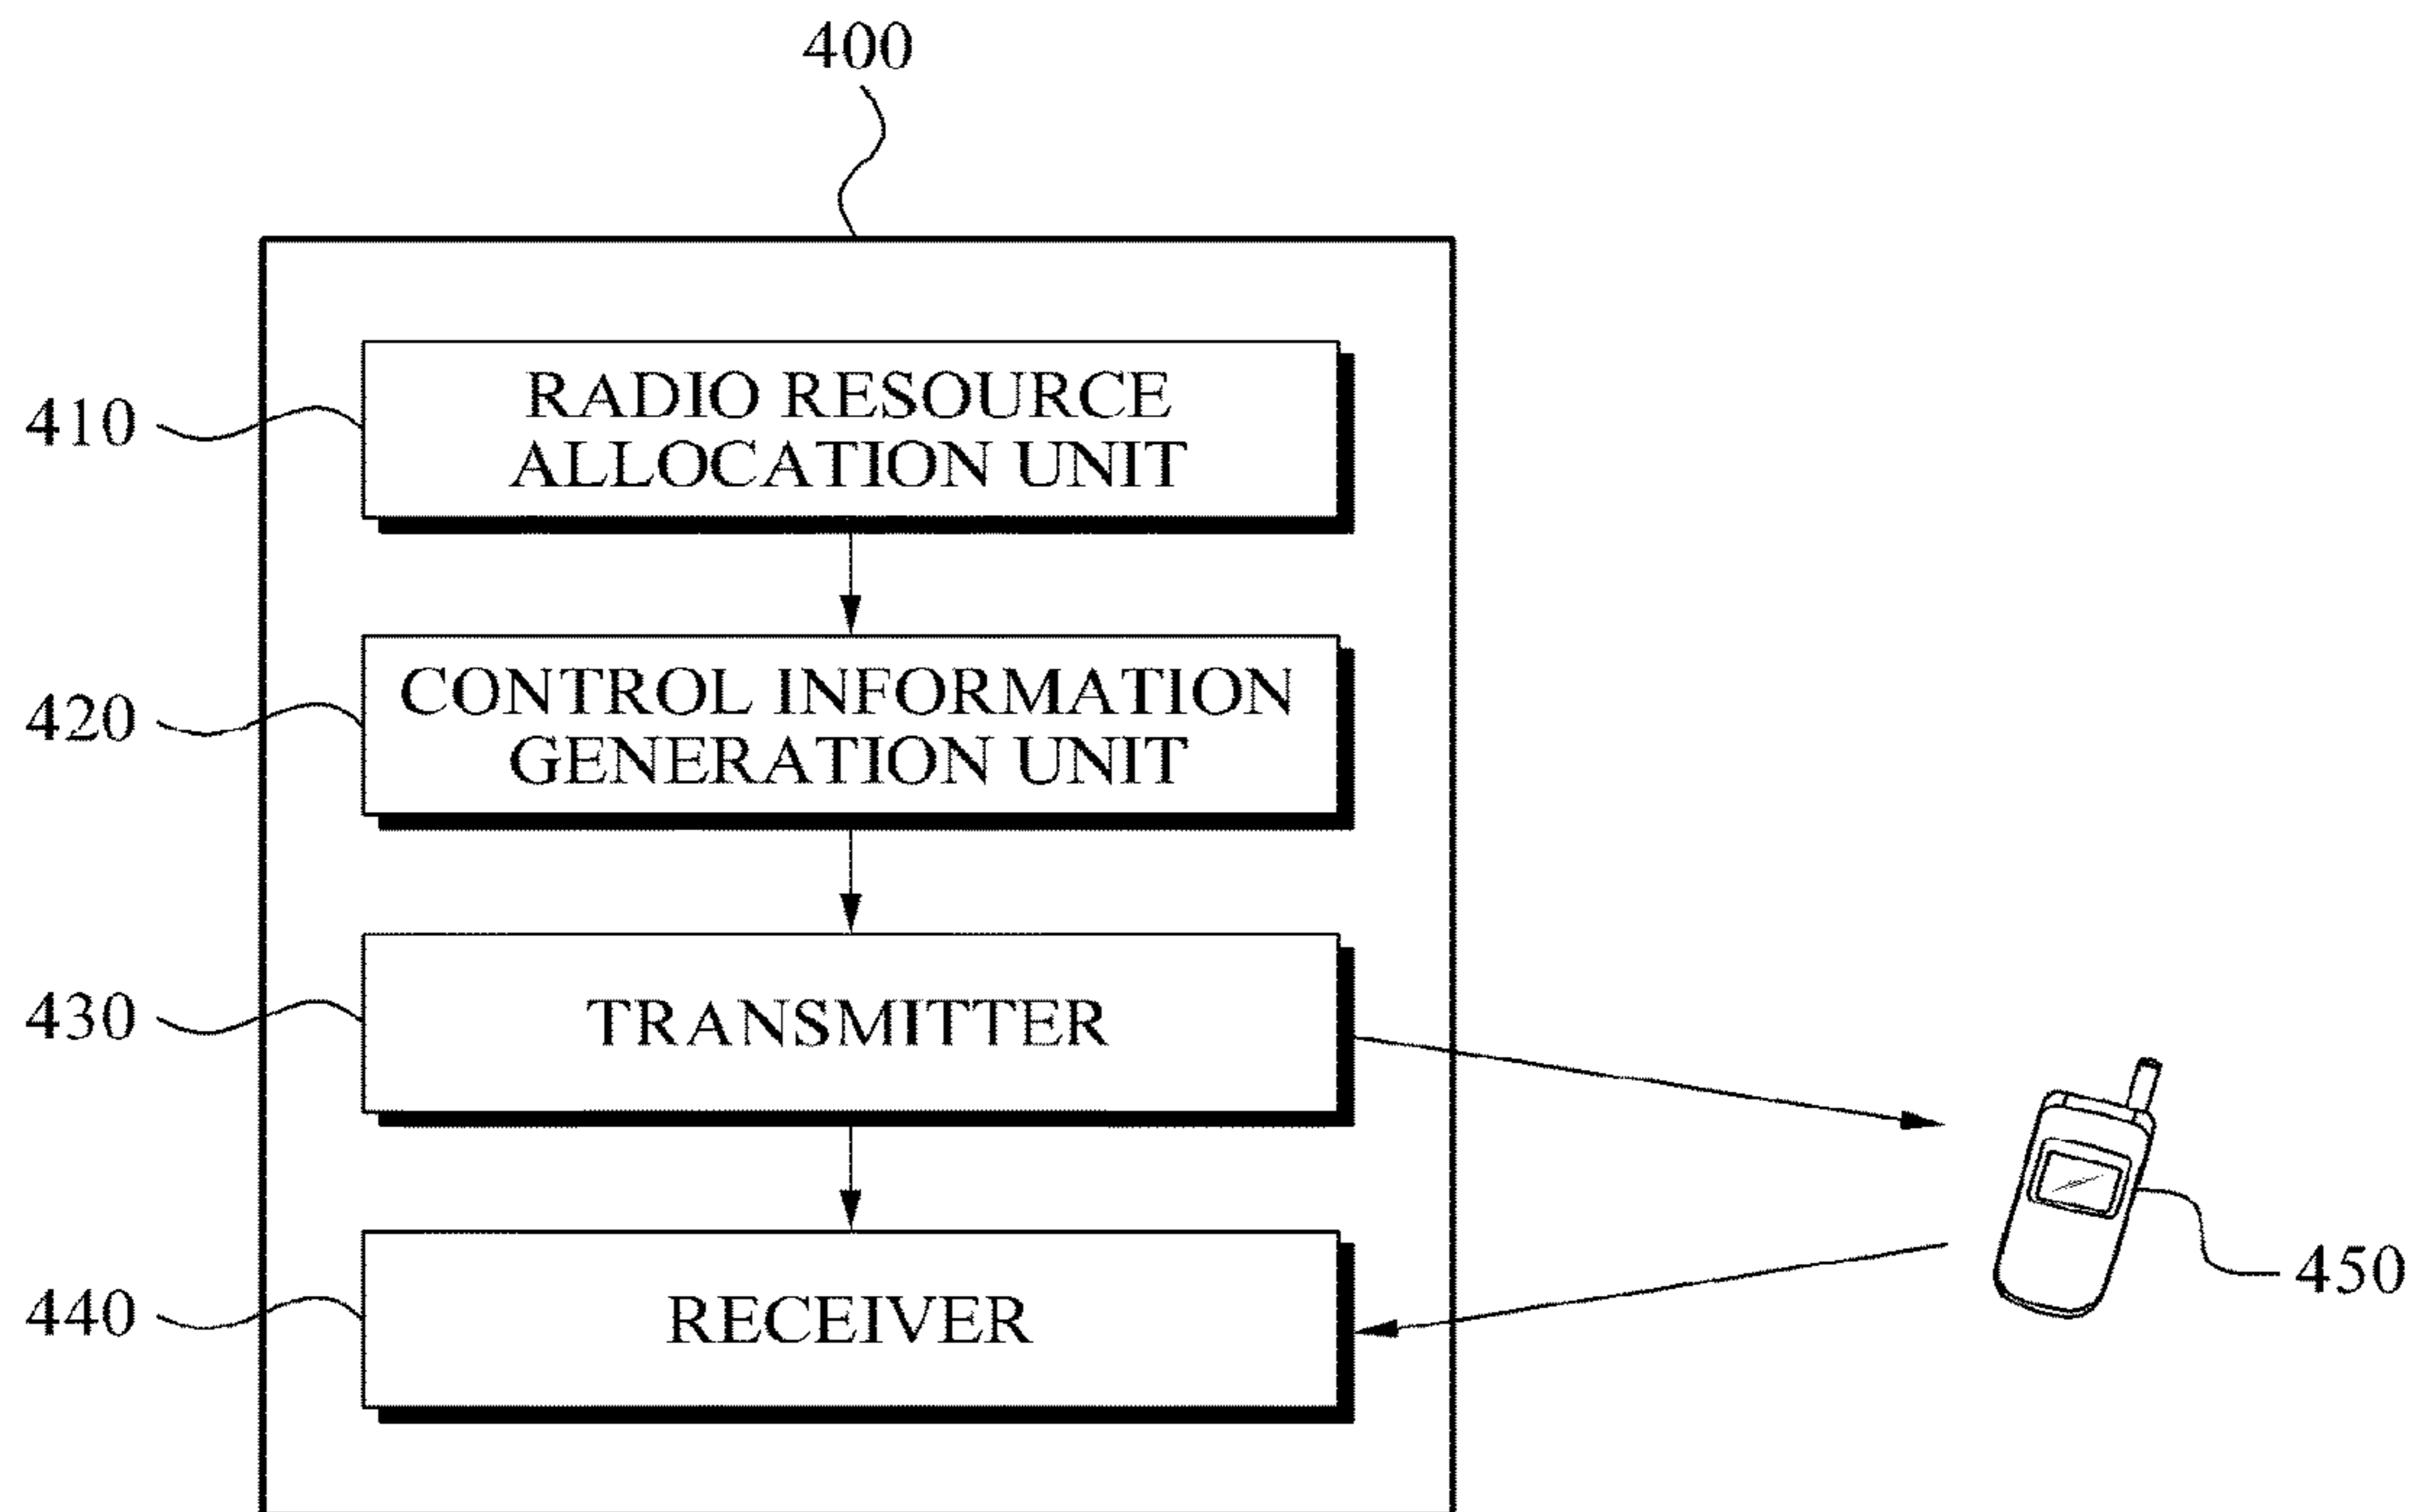 400
410
RADIO RESOURCE
ALLOCATION UNIT
420
CONTROL INFORMATION
GENERATION UNIT
430
TRANSMITTER
440
RECEIVER
450